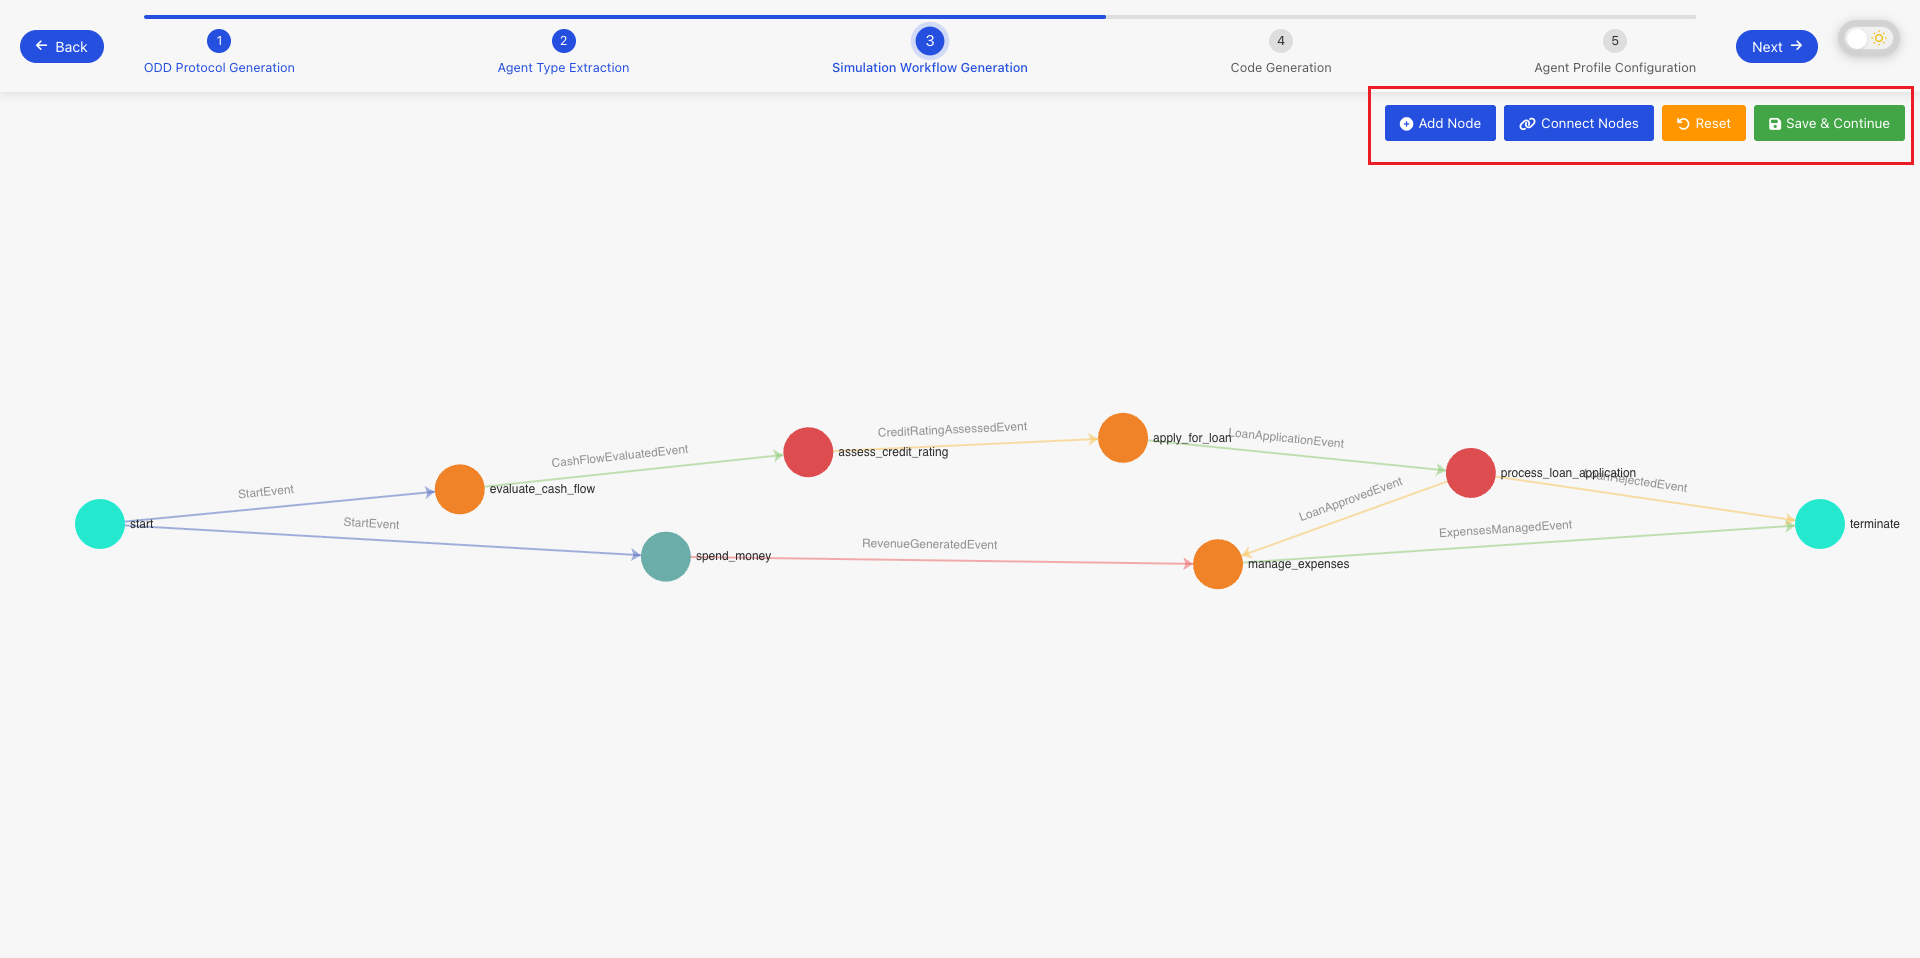 Back
1
ODD Protocol Generation
2
Agent Type Extraction
3
Simulation Workflow Generation
4
Code Generation
5
Agent Profile Configuration
Next
Add Node
Connect Nodes
Reset
Save & Continue
StartEvent
StartEvent
CashFlowEvaluatedEvent
CreditRatingAssessedEvent
LoanApplicationEvent
LoanApprovedEvent
RevenueGeneratedEvent
ExpensesManagedEvent
LoanRejectedEvent
start
evaluate_cash_flow
spend_money
assess_credit_rating
apply_for_loan
process_loan_application
manage_expenses
terminate